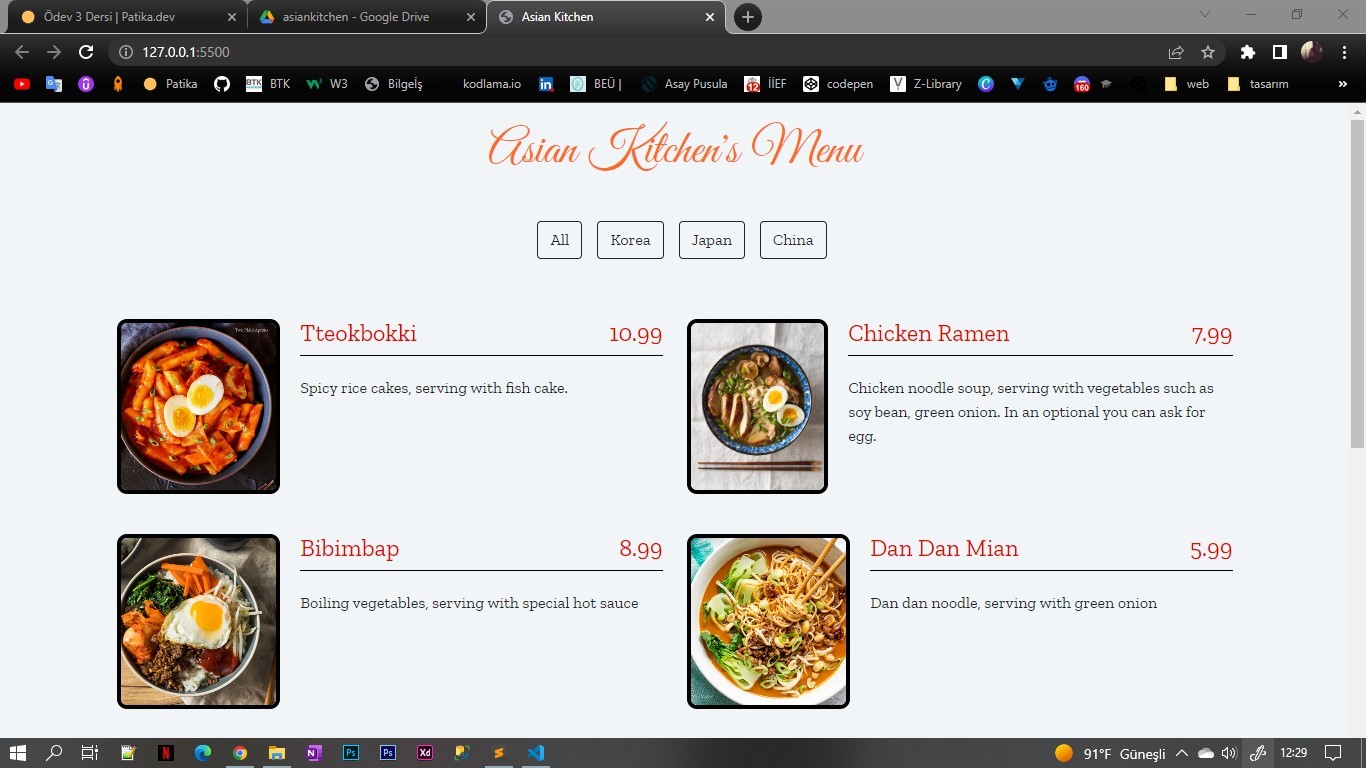 Ödev 3 Dersi | Patika.dev
asiankitchen - Google Drive
Asian Kitchen
127.0.0.1:5500
Patika
BTK
W3
Bilgeİş
kodlama.io
BEÜ |
Asay Pusula
İİEF
codepen
Z-Library
160
web
tasarım
Asian Kitchen's Menu
All
Korea
Japan
China
Tteokbokki 10.99
Spicy rice cakes, serving with fish cake.
Chicken Ramen 7.99
Chicken noodle soup, serving with vegetables such as
soy bean, green onion. In an optional you can ask for
egg.
Bibimbap 8.99
Boiling vegetables, serving with special hot sauce
Dan Dan Mian 5.99
Dan dan noodle, serving with green onion
91°F Güneşli
12:29